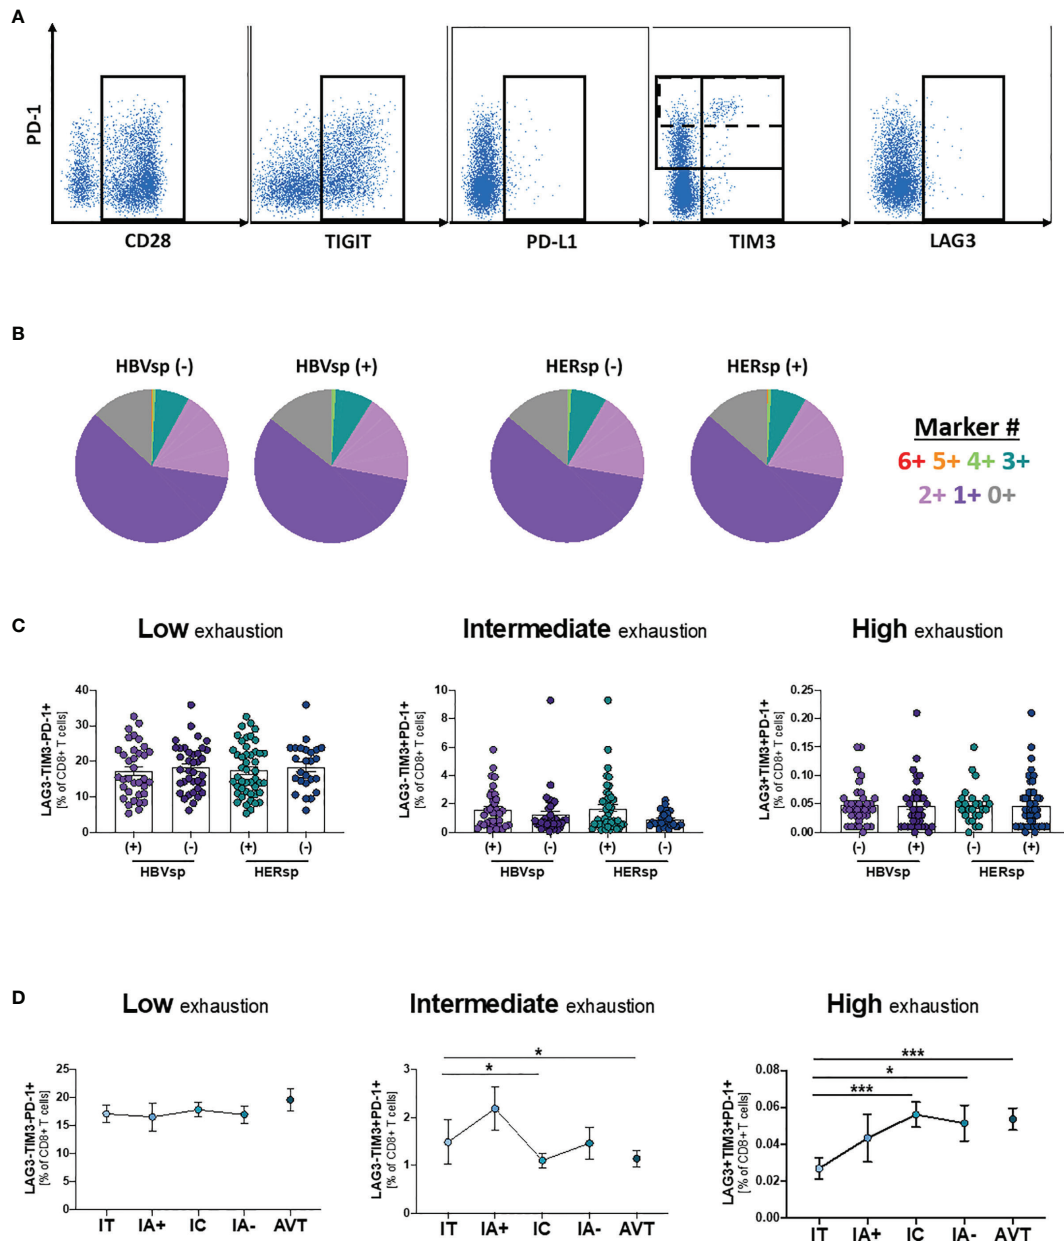 A
PD-1
CD28
TIGIT
PD-L1
TIM3
LAG3
B
HBVsp (-)
HBVsp (+)
HERsp (-)
HERsp (+)
Marker #
6+ 5+ 4+ 3+
2+ 1+ 0+
C
Low exhaustion
LAG3-TIM3-PD-1+
[% of CD8+ T cells]
40
30
20
10
0
(+) (-) (+) (-)
HBVsp HERsp
Intermediate exhaustion
LAG3-TIM3+PD-1+
[% of CD8+ T cells]
10
8
6
4
2
0
(+) (-) (+) (-)
HBVsp HERsp
High exhaustion
LAG3+TIM3+PD-1+
[% of CD8+ T cells]
0.25
0.20
0.15
0.10
0.05
0.00
(-) (+) (-) (+)
HBVsp HERsp
D
Low exhaustion
LAG3-TIM3-PD-1+
[% of CD8+ T cells]
25
20
15
10
5
0
IT IA+ IC IA- AVT
Intermediate exhaustion
LAG3-TIM3+PD-1+
[% of CD8+ T cells]
3
2
1
0
*
*
IT IA+ IC IA- AVT
High exhaustion
LAG3+TIM3+PD-1+
[% of CD8+ T cells]
0.08
0.06
0.04
0.02
0.00
***
*
***
IT IA+ IC IA- AVT